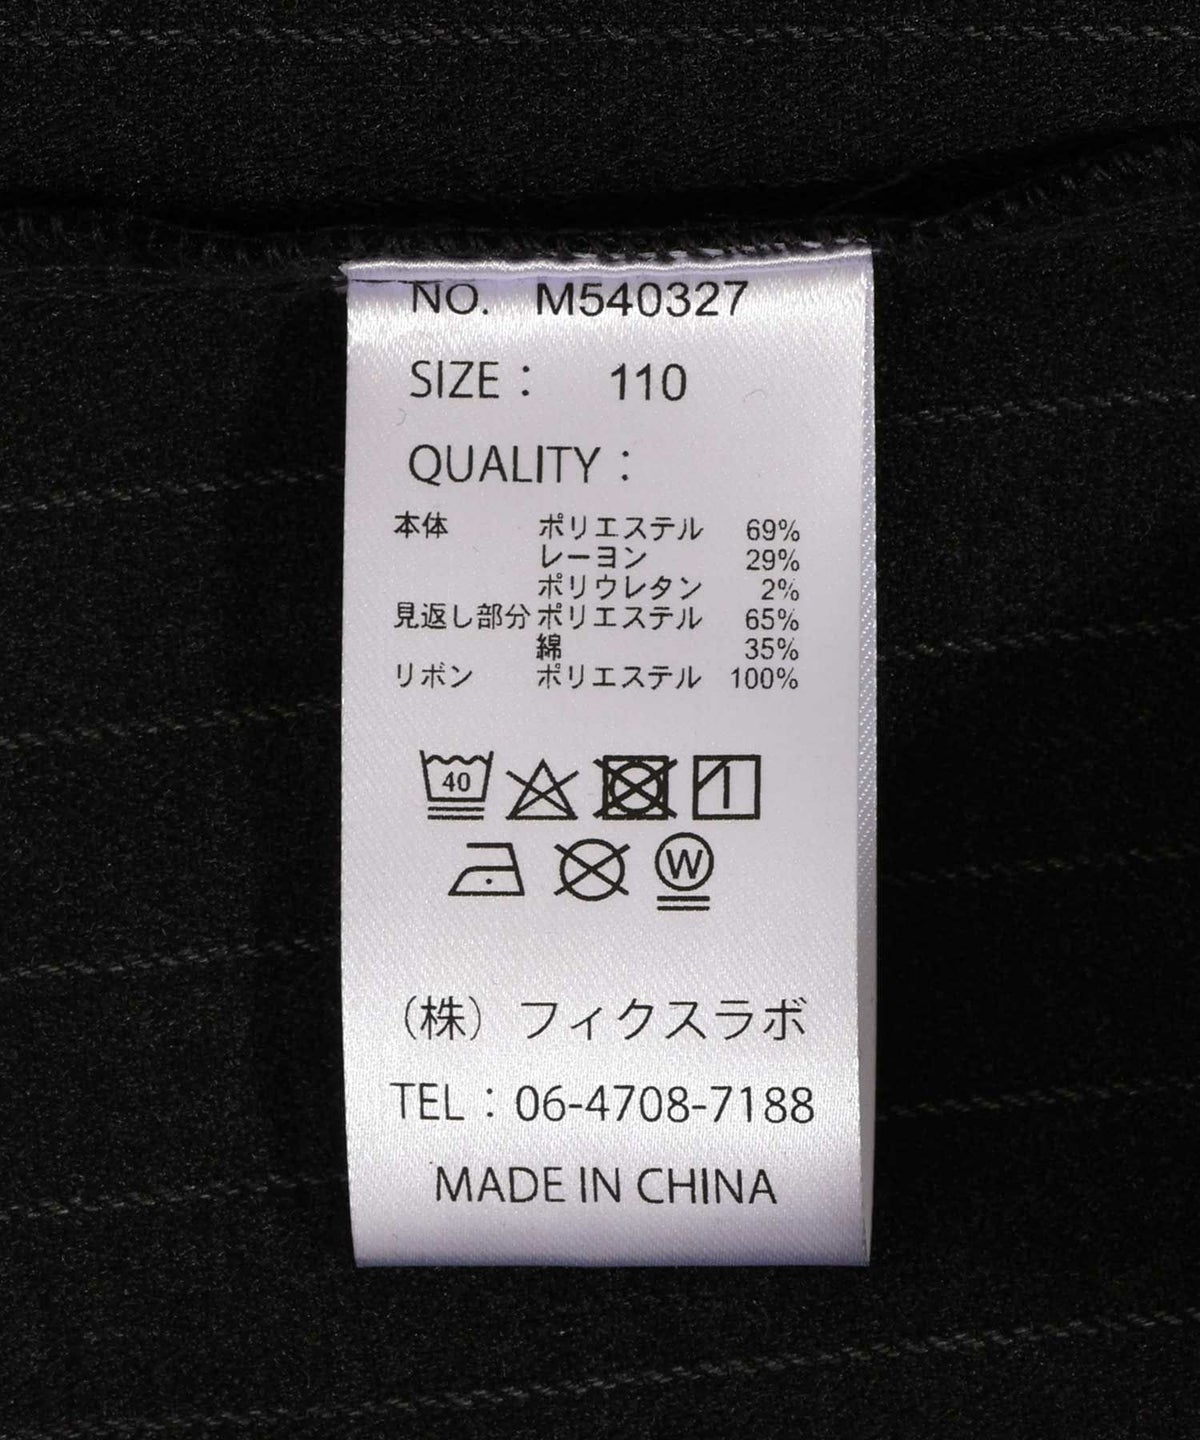 NO. M540327
SIZE： 110
QUALITY：
本体 ポリエステル 69%
レーヨン 29%
ポリウレタン 2%
見返し部分 ポリエステル 65%
綿 35%
リボン ポリエステル 100%
40
W
（株）フィクスラボ
TEL：06-4708-7188
MADE IN CHINA